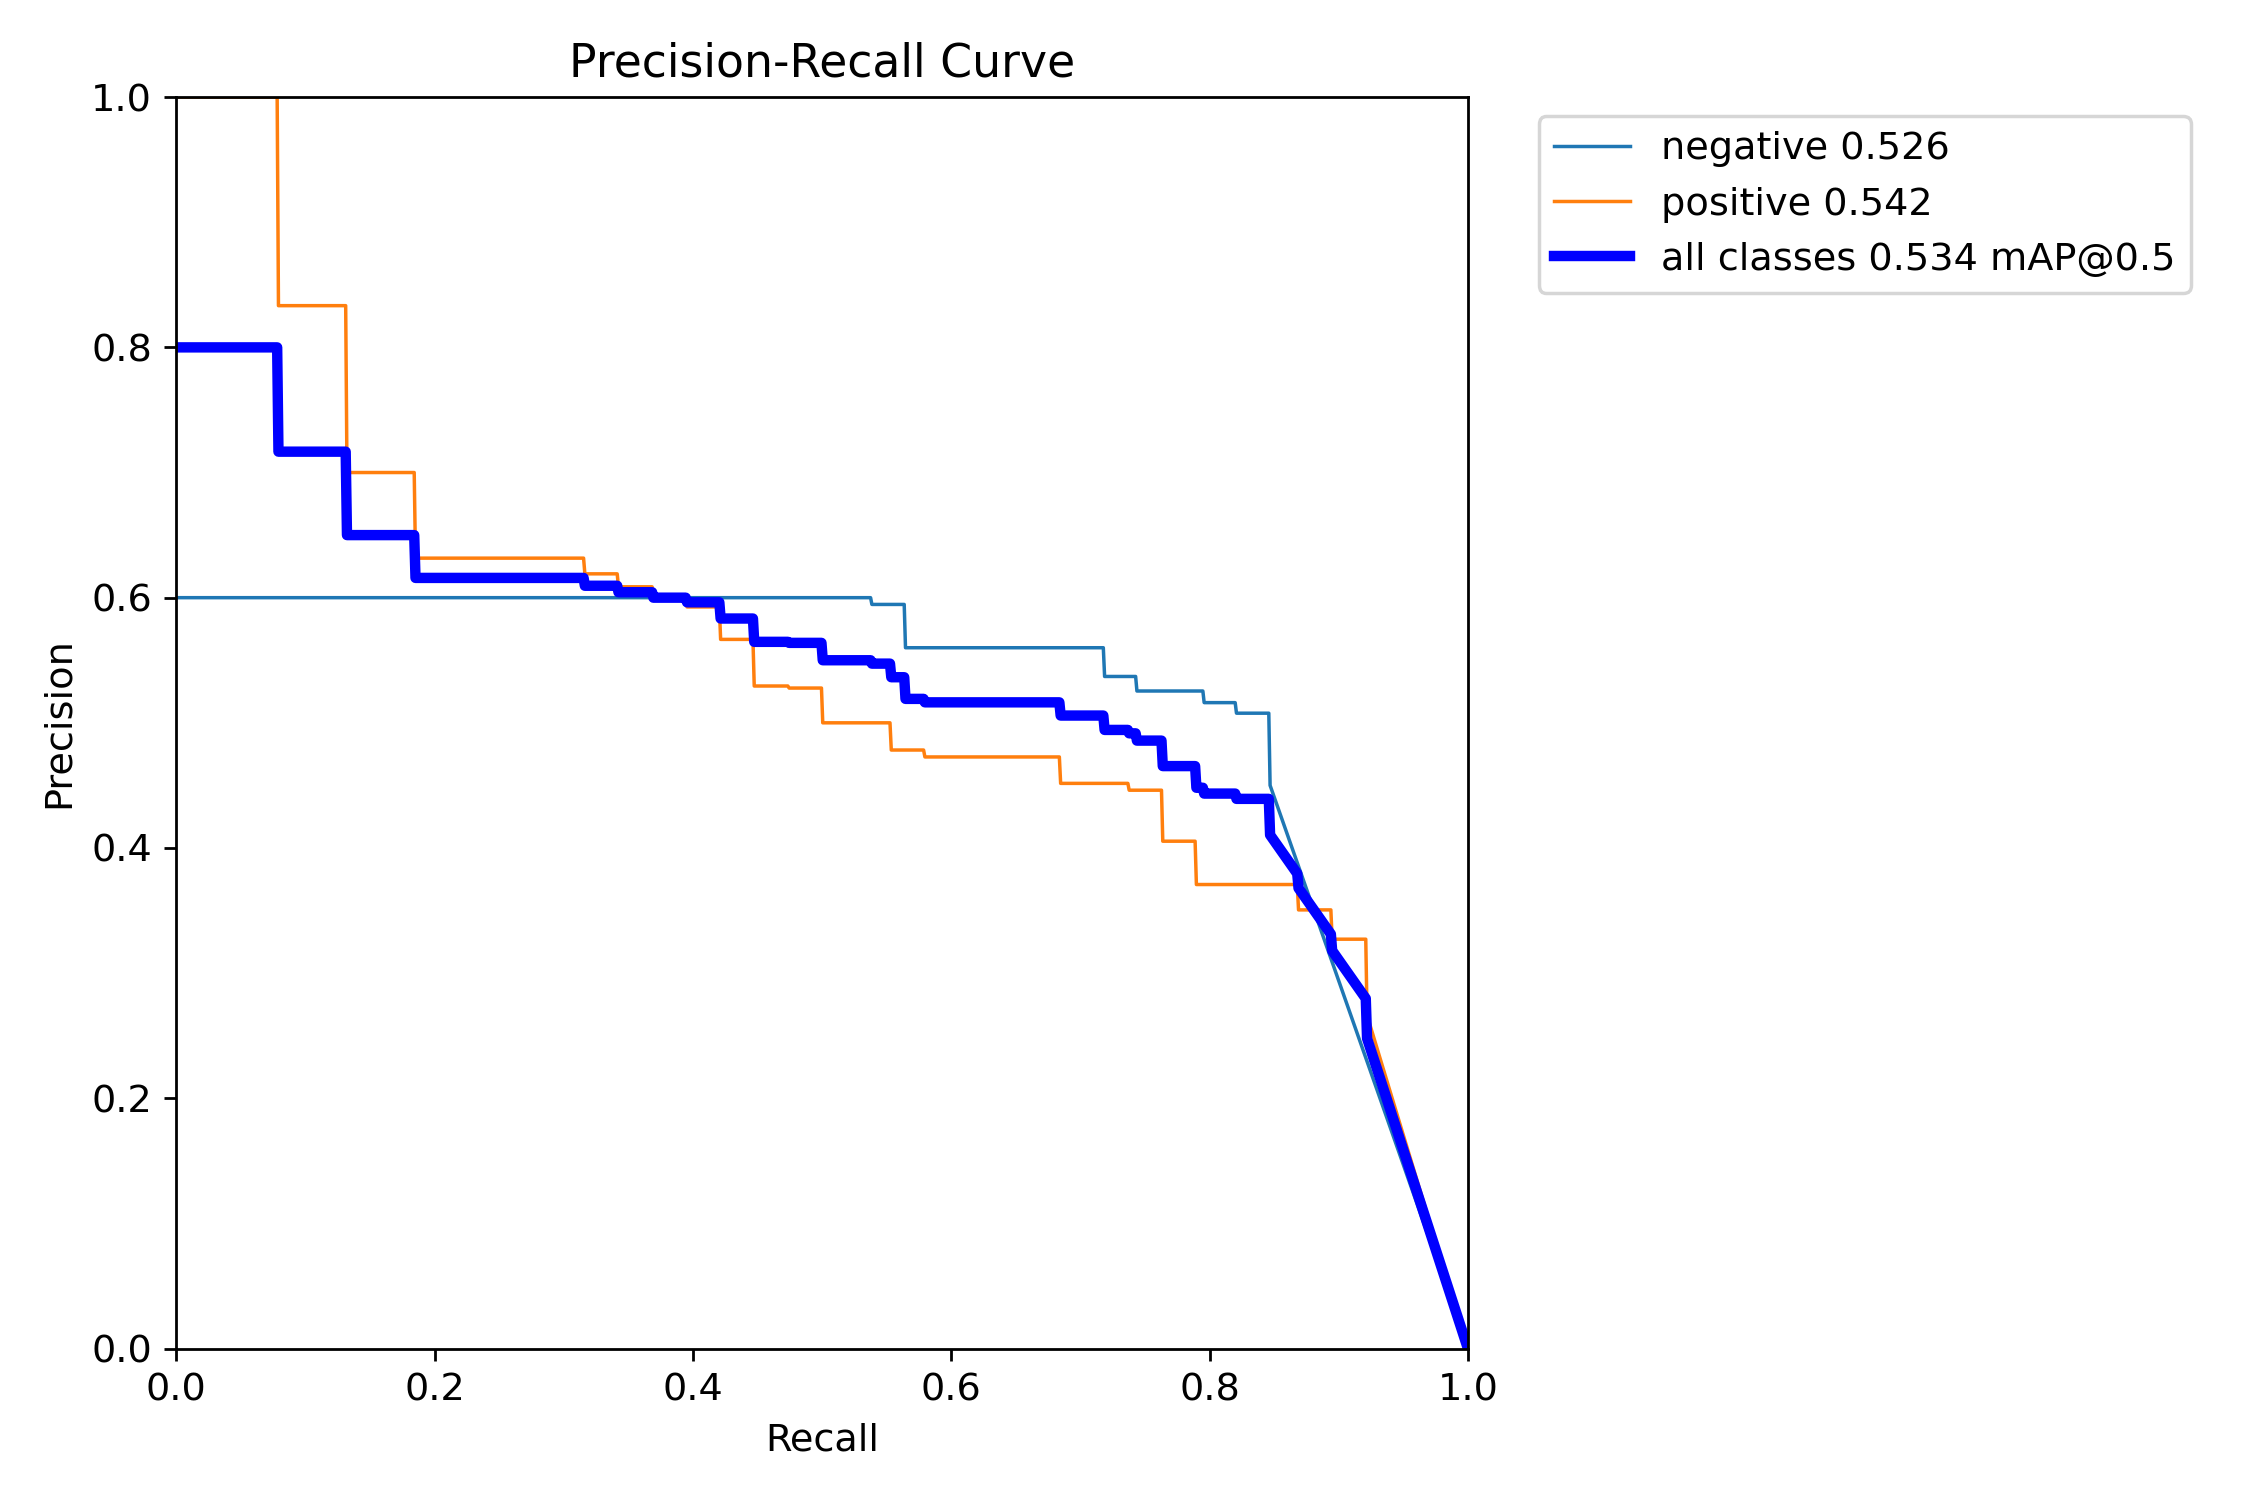 Precision-Recall Curve
1.0
0.8
0.6
0.4
0.2
0.0
Precision
0.0 0.2 0.4 0.6 0.8 1.0
Recall
negative 0.526
positive 0.542
all classes 0.534 mAP@0.5